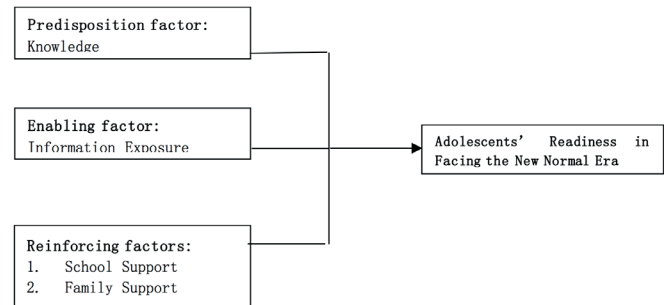 Predisposition factor:
Knowledge
Enabling factor:
Information Exposure
Adolescents’ Readiness in
Facing the New Normal Era
Reinforcing factors:
1. School Support
2. Family Support